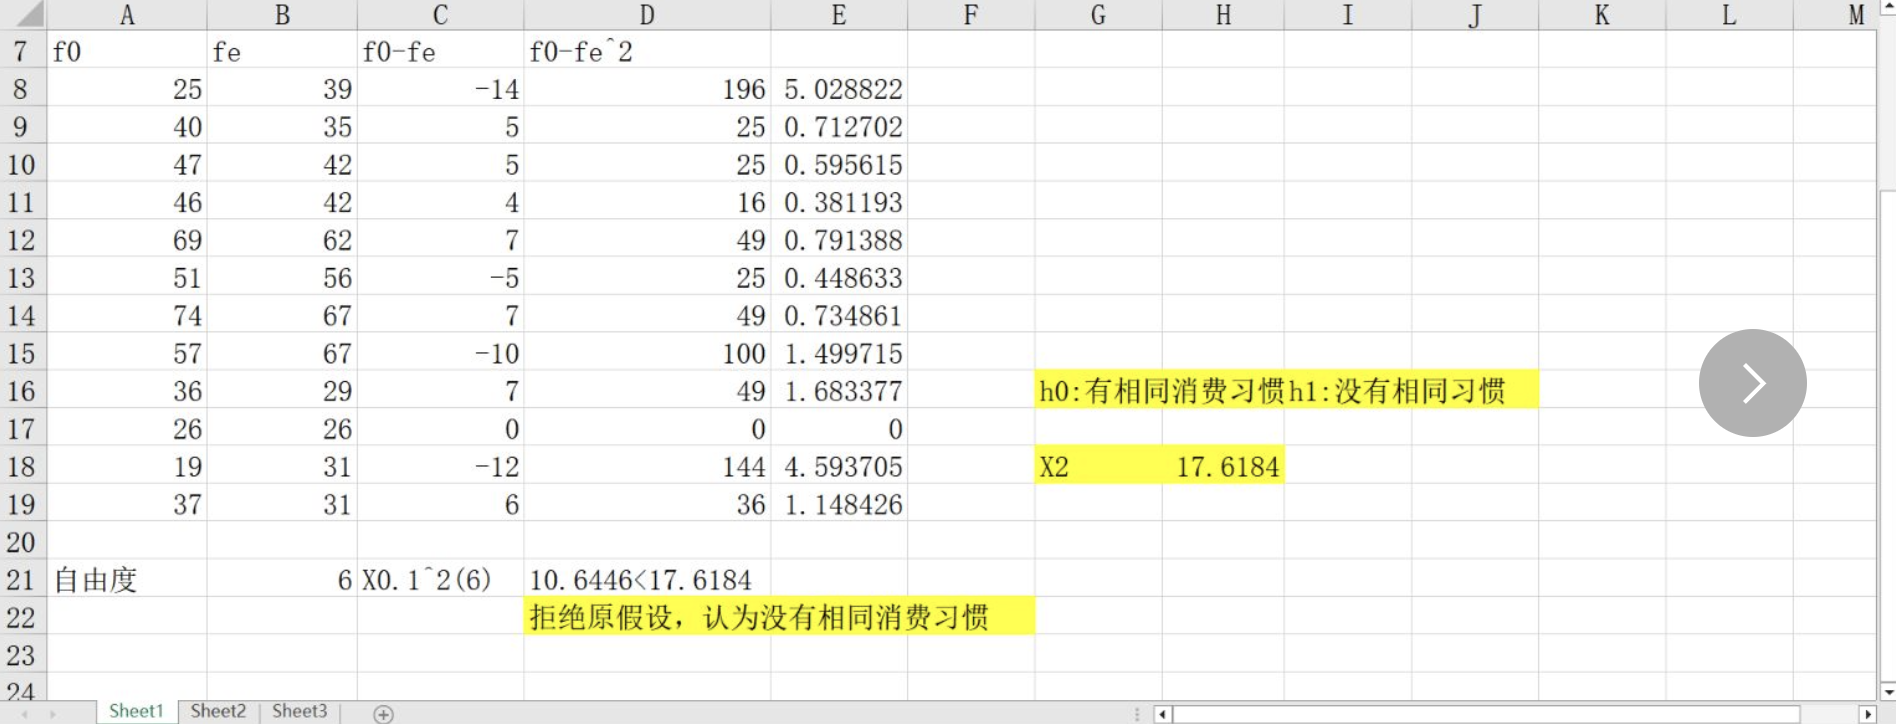 A B C D E F G H I J K L M
7 f0 fe f0-fe f0-fe^2
8 25 39 -14 196 5.028822
9 40 35 5 25 0.712702
10 47 42 5 25 0.595615
11 46 42 4 16 0.381193
12 69 62 7 49 0.791388
13 51 56 -5 25 0.448633
14 74 67 7 49 0.734861
15 57 67 -10 100 1.499715
16 36 29 7 49 1.683377 h0:有相同消费习惯h1:没有相同习惯
17 26 26 0 0 0
18 19 31 -12 144 4.593705 X2 17.6184
19 37 31 6 36 1.148426
20
21 自由度 6 X0.1^2(6) 10.6446<17.6184
22 拒绝原假设，认为没有相同消费习惯
23
24
Sheet1 Sheet2 Sheet3